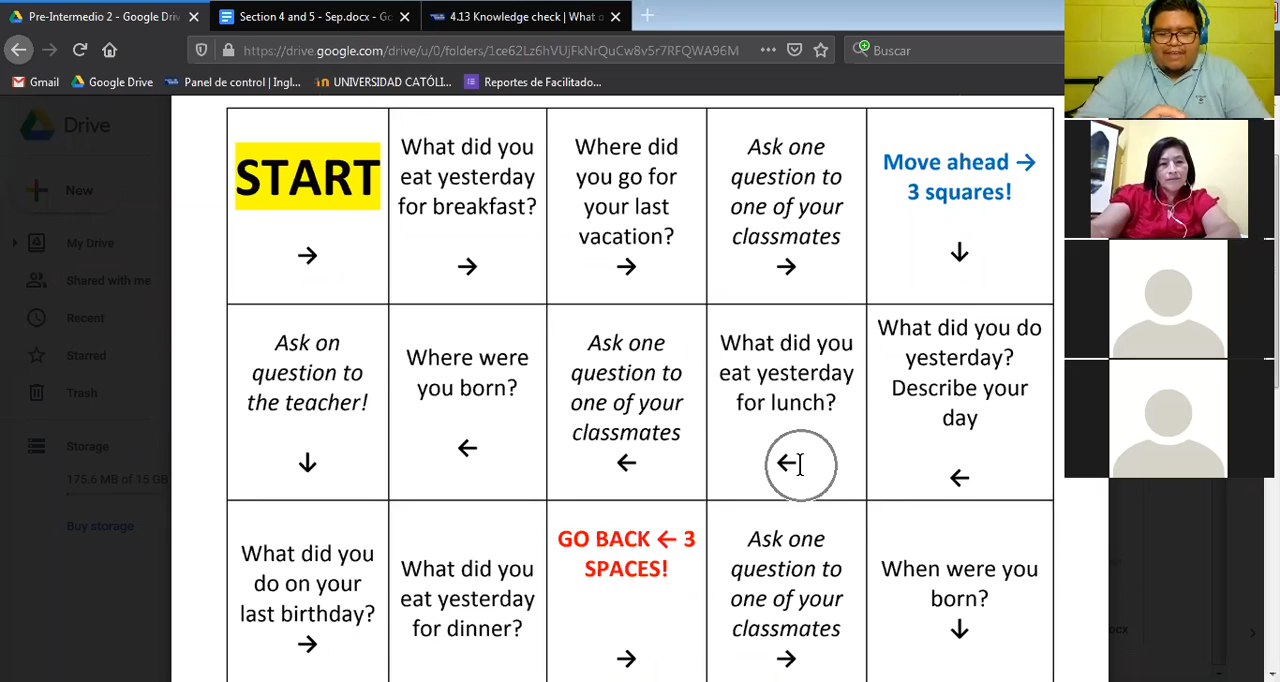 Pre-Intermedio 2 - Google Driv
Section 4 and 5 - Sep.docx - Go
4.13 Knowledge check | What o
https://drive.google.com/drive/u/0/folders/1ce62Lz6hVUjFkNrQuCw8v5r7RFQWA96M
Buscar
Gmail
Google Drive
Panel de control | Ingl...
UNIVERSIDAD CATÓLI...
Reportes de Facilitado...
Drive
New
My Drive
Shared with me
Recent
Starred
Trash
Storage
175.6 MB of 15 GB
Buy storage
START
→
What did you
eat yesterday
for breakfast?
→
Where did
you go for
your last
vacation?
→
Ask one
question to
one of your
classmates
→
Move ahead →
3 squares!
↓
Ask on
question to
the teacher!
↓
Where were
you born?
←
Ask one
question to
one of your
classmates
←
What did you
eat yesterday
for lunch?
←
What did you do
yesterday?
Describe your
day
←
What did you
do on your
last birthday?
→
What did you
eat yesterday
for dinner?
GO BACK ← 3
SPACES!
→
Ask one
question to
one of your
classmates
→
When were you
born?
↓